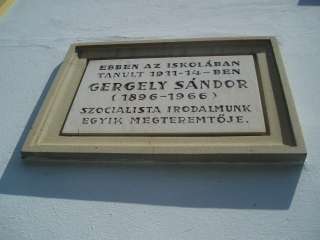 EBBEN AZ ISKOLÁBAN
TANULT 1911-14-BEN
GERGELY SÁNDOR
(1896-1966)
SZOCIALISTA IRODALMUNK
EGYIK MEGTEREMTŐJE.